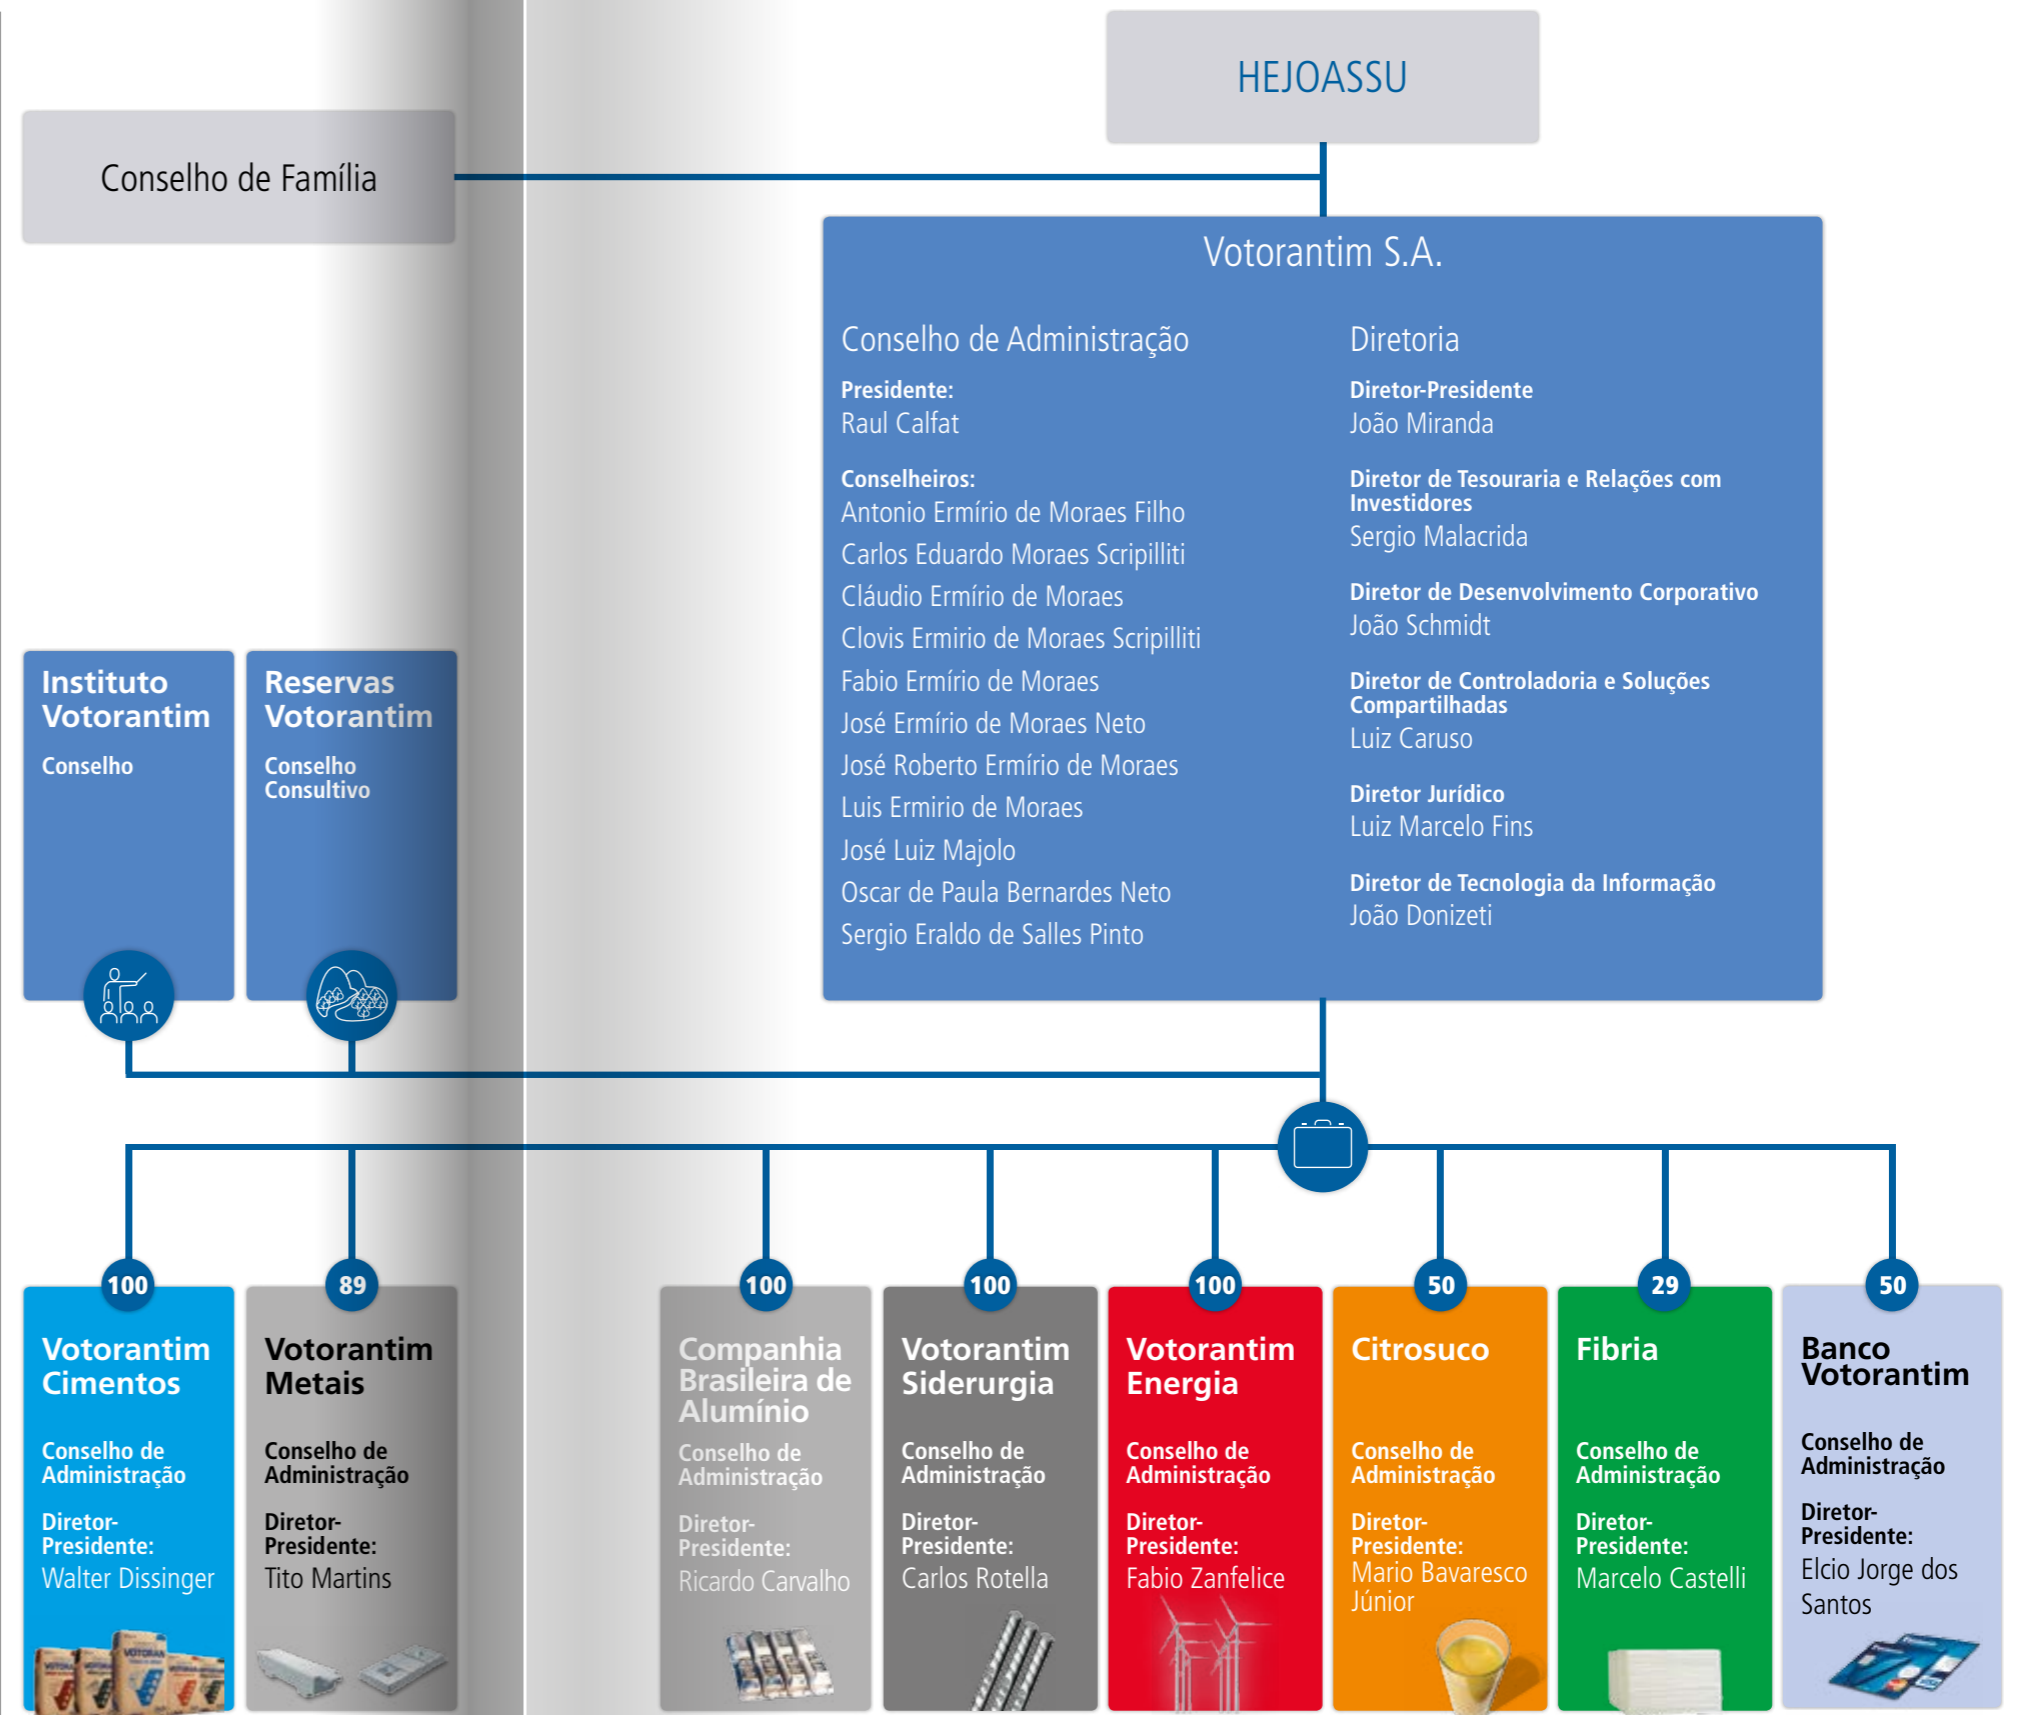 HEJOASSU
Conselho de Família
Votorantim S.A.
Conselho de Administração
Presidente:
Raul Calfat
Conselheiros:
Antonio Ermírio de Moraes Filho
Carlos Eduardo Moraes Scripilliti
Cláudio Ermírio de Moraes
Clovis Ermirio de Moraes Scripilliti
Fabio Ermírio de Moraes
José Ermírio de Moraes Neto
José Roberto Ermírio de Moraes
Luis Ermirio de Moraes
José Luiz Majolo
Oscar de Paula Bernardes Neto
Sergio Eraldo de Salles Pinto
Diretoria
Diretor-Presidente
João Miranda
Diretor de Tesouraria e Relações com
Investidores
Sergio Malacrida
Diretor de Desenvolvimento Corporativo
João Schmidt
Diretor de Controladoria e Soluções
Compartilhadas
Luiz Caruso
Diretor Jurídico
Luiz Marcelo Fins
Diretor de Tecnologia da Informação
João Donizeti
Instituto
Votorantim
Conselho
Reservas
Votorantim
Conselho
Consultivo
100
Votorantim
Cimentos
Conselho de
Administração
Diretor-
Presidente:
Walter Dissinger
89
Votorantim
Metais
Conselho de
Administração
Diretor-
Presidente:
Tito Martins
100
Companhia
Brasileira de
Alumínio
Conselho de
Administração
Diretor-
Presidente:
Ricardo Carvalho
100
Votorantim
Siderurgia
Conselho de
Administração
Diretor-
Presidente:
Carlos Rotella
100
Votorantim
Energia
Conselho de
Administração
Diretor-
Presidente:
Fabio Zanfelice
50
Citrosuco
Conselho de
Administração
Diretor-
Presidente:
Mario Bavaresco
Júnior
29
Fibria
Conselho de
Administração
Diretor-
Presidente:
Marcelo Castelli
50
Banco
Votorantim
Conselho de
Administração
Diretor-
Presidente:
Elcio Jorge dos
Santos